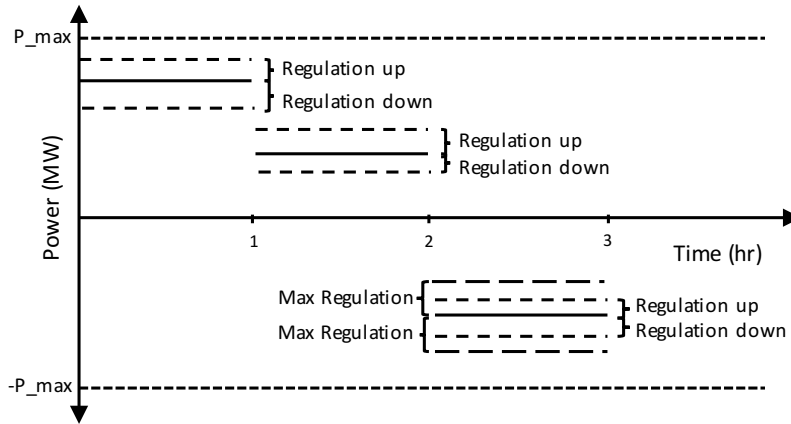 P_max
Regulation up
Regulation down
Regulation up
Regulation down
Power (MW)
1
2
3
Time (hr)
Max Regulation
Regulation up
Max Regulation
Regulation down
-P_max